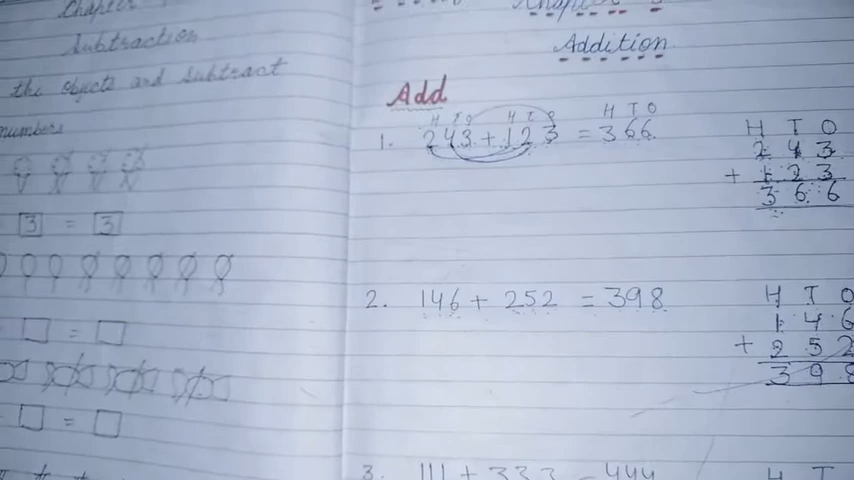 Chapter
Subtraction
the objects and subtract
numbers
3 = 3
=
=
Chapter
Addition
Add
H T O H T O H T O
1. 243 + 123 = 366
H T O
2 4 3
+ 1 2 3
3 6 6
2. 146 + 252 = 398
H T O
1 4 6
+ 2 5 2
3 9 8
3. 111 + 333 = 444
H T